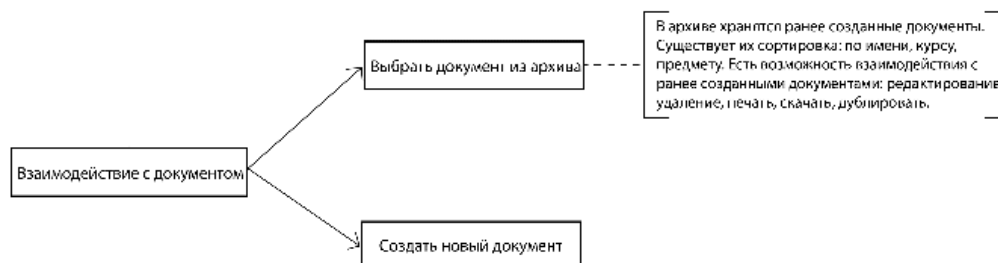 В архиве хранятся ранее созданные документы.
Существует их сортировка: по имени, курсу,
предмету. Есть возможность взаимодействия с
ранее созданными документами: редактирование
удаление, печать, скачать, дублировать.
Выбрать документ из архива
Взаимодействие с документом
Создать новый документ